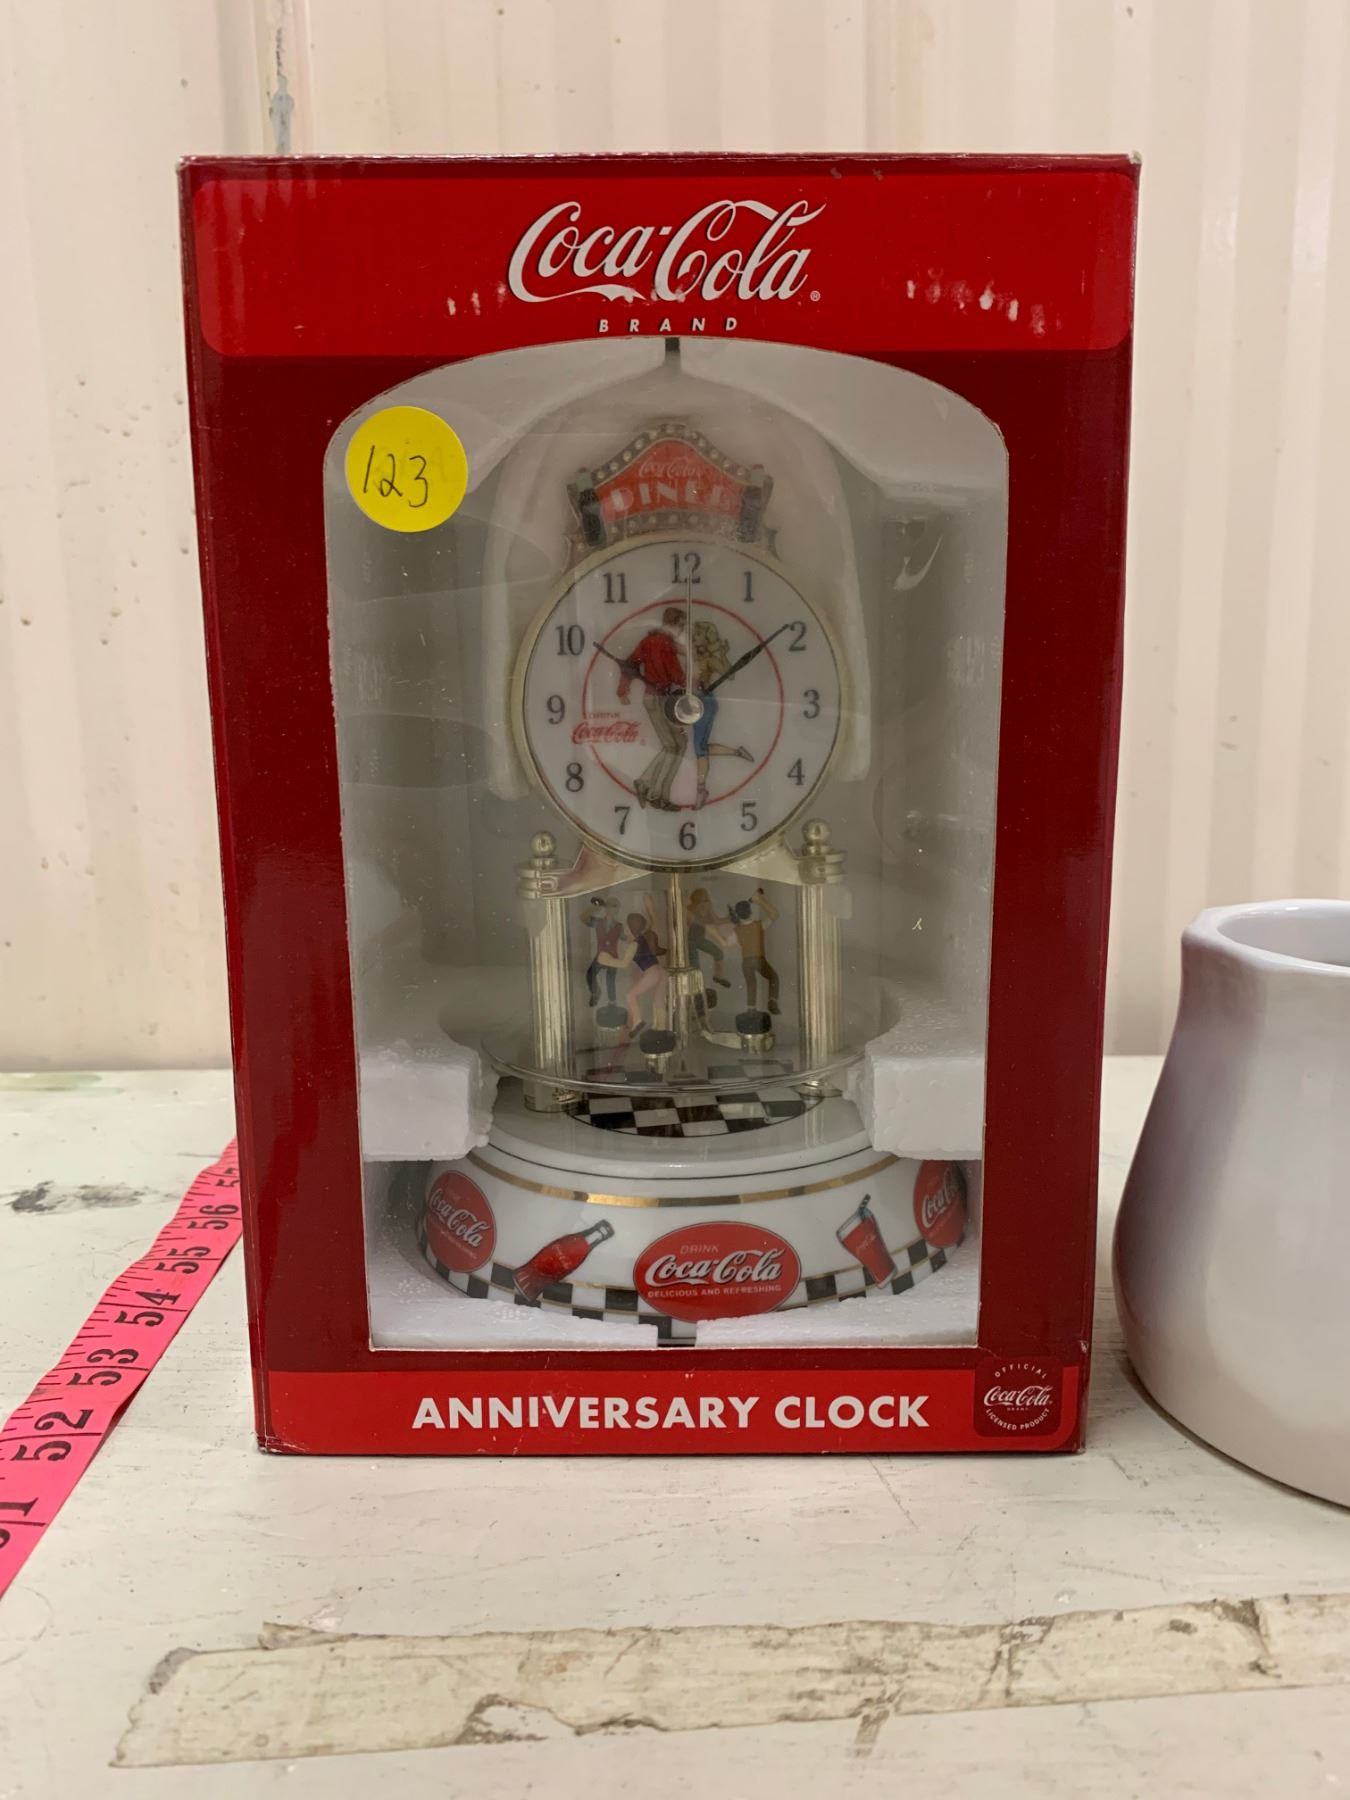 Coca-Cola®
BRAND
123
Coca-Cola
DINER
12
11 1
10 2
9 3
8 4
7 5
6
DRINK
Coca-Cola
Coca-Cola
DRINK
Coca-Cola
DELICIOUS AND REFRESHING
ANNIVERSARY CLOCK
OFFICIAL
Coca-Cola
BRAND
LICENSED PRODUCT
56
55
54
53
52